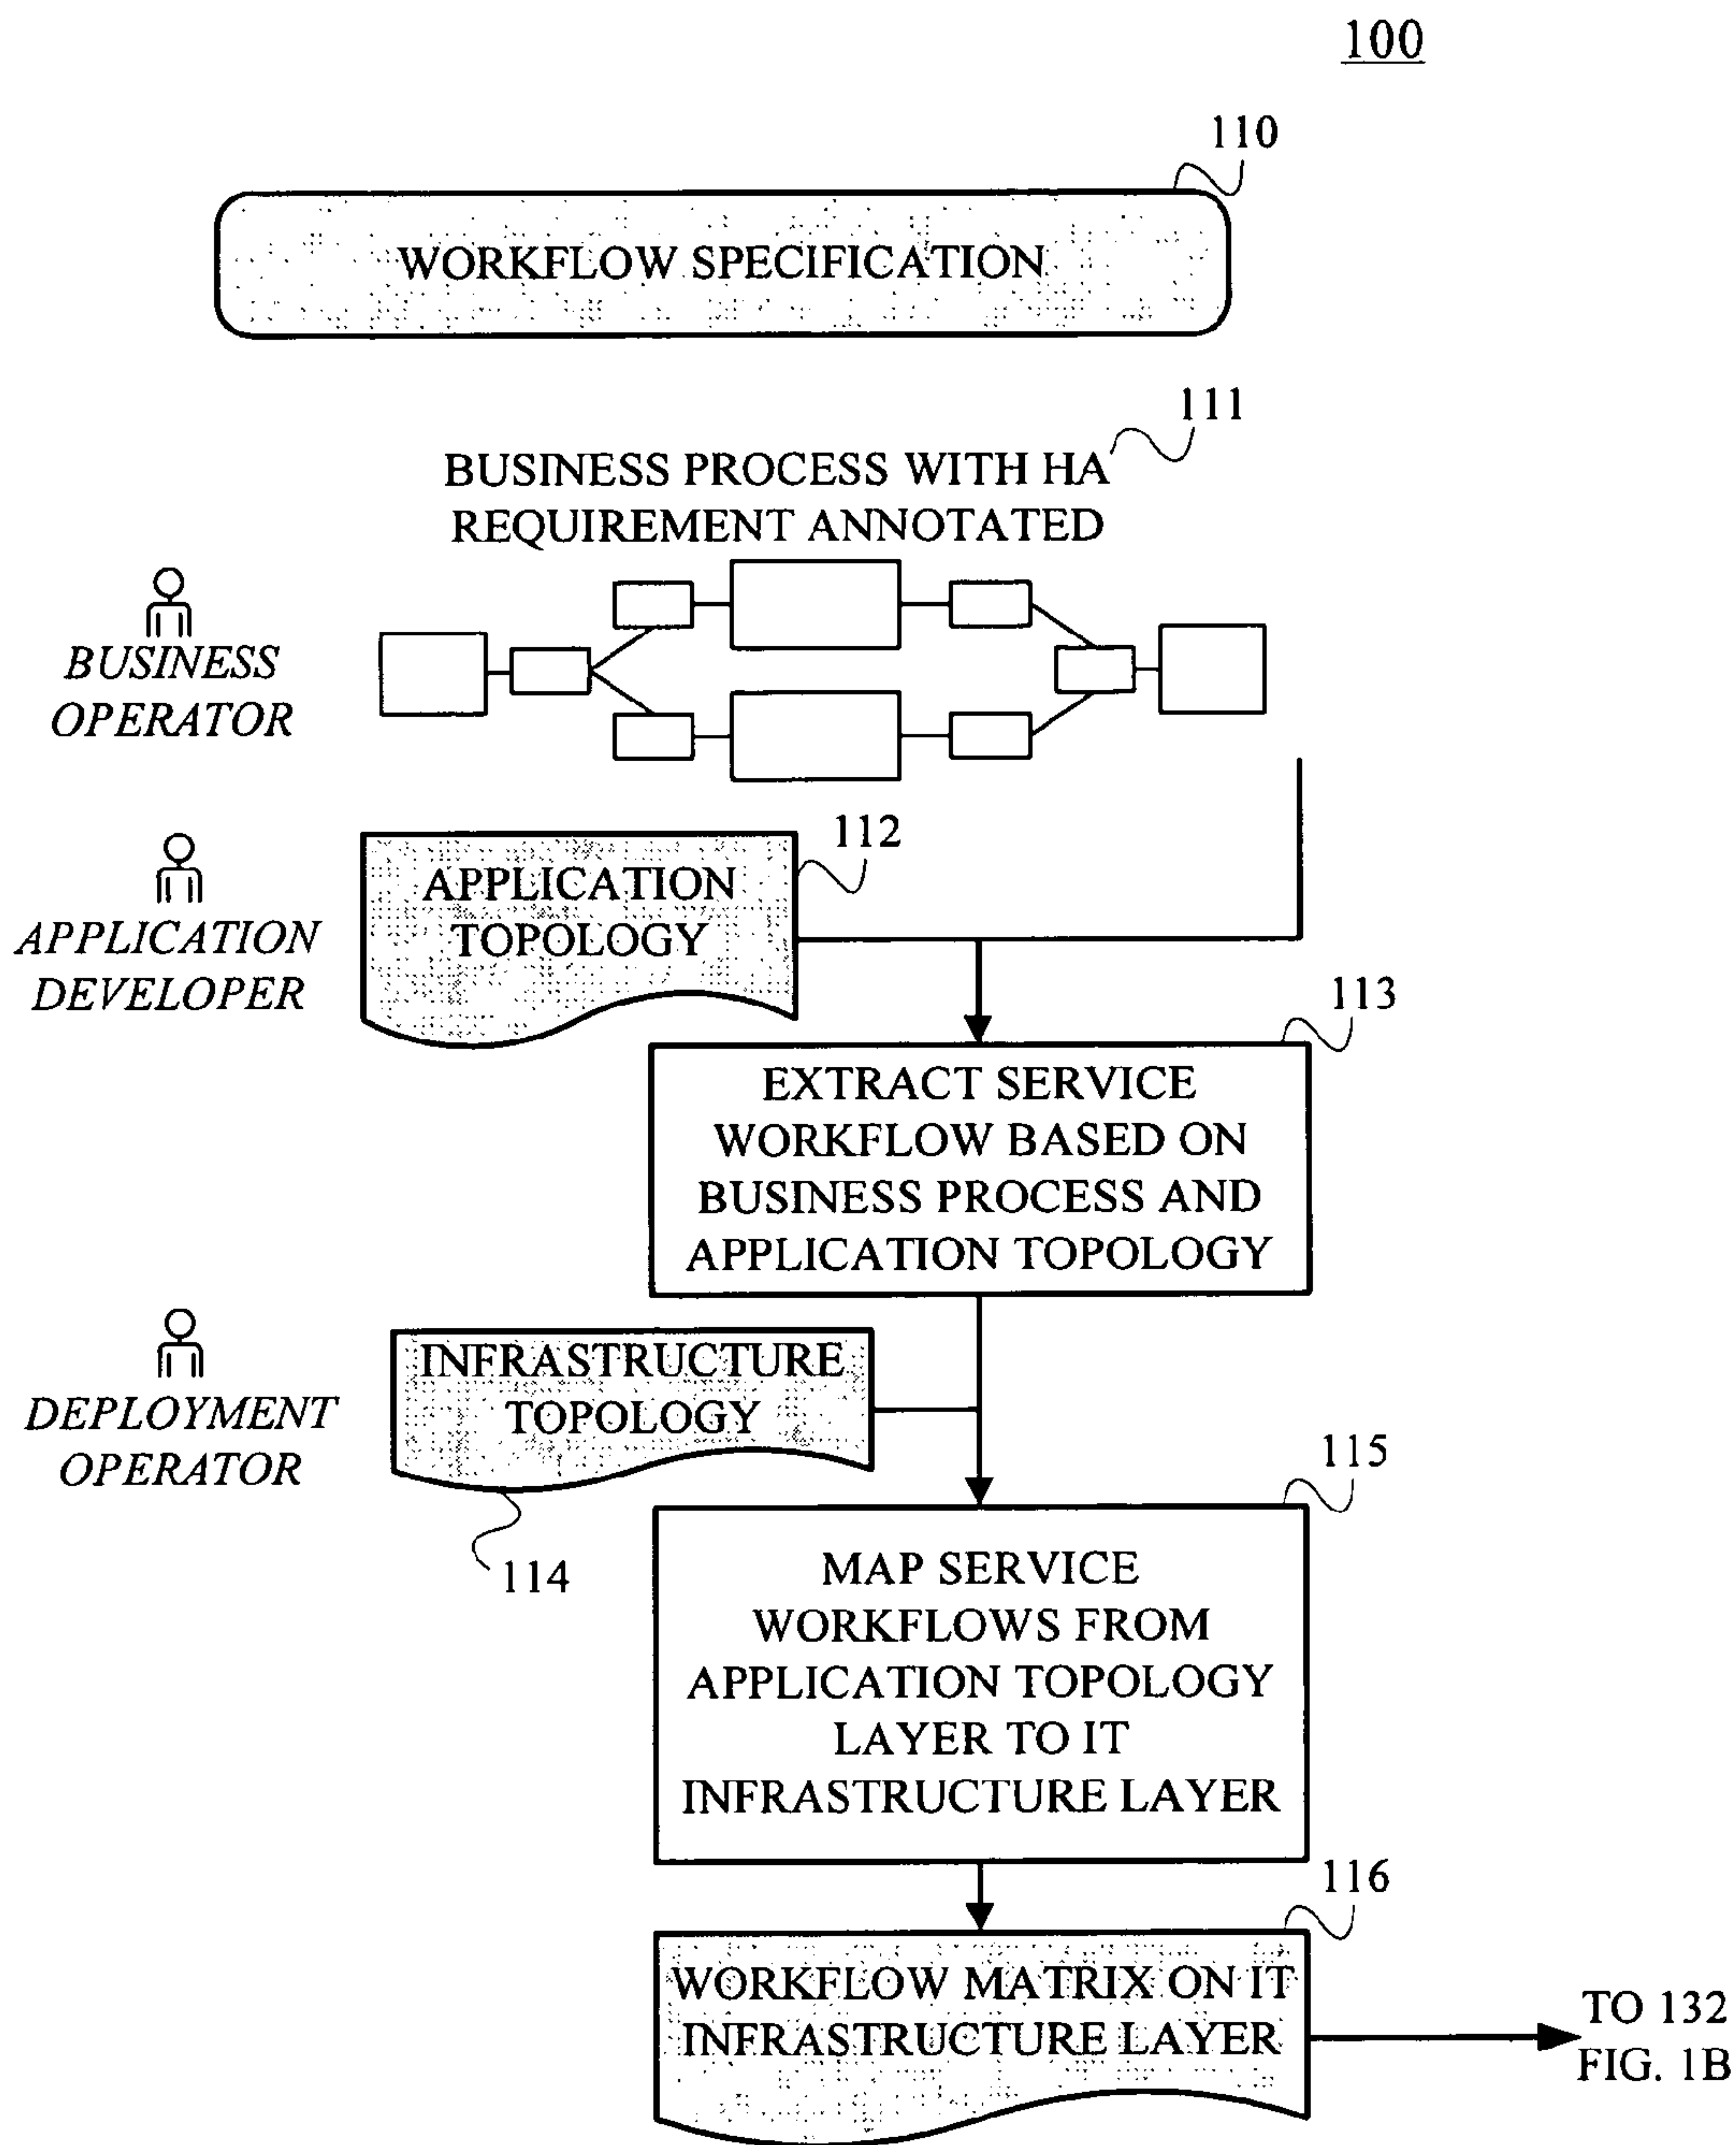 100
110
WORKFLOW SPECIFICATION
111
BUSINESS PROCESS WITH HA
REQUIREMENT ANNOTATED
BUSINESS
OPERATOR
112
APPLICATION
TOPOLOGY
APPLICATION
DEVELOPER
113
EXTRACT SERVICE
WORKFLOW BASED ON
BUSINESS PROCESS AND
APPLICATION TOPOLOGY
INFRASTRUCTURE
TOPOLOGY
DEPLOYMENT
OPERATOR
114
115
MAP SERVICE
WORKFLOWS FROM
APPLICATION TOPOLOGY
LAYER TO IT
INFRASTRUCTURE LAYER
116
WORKFLOW MATRIX ON IT
INFRASTRUCTURE LAYER
TO 132
FIG. 1B